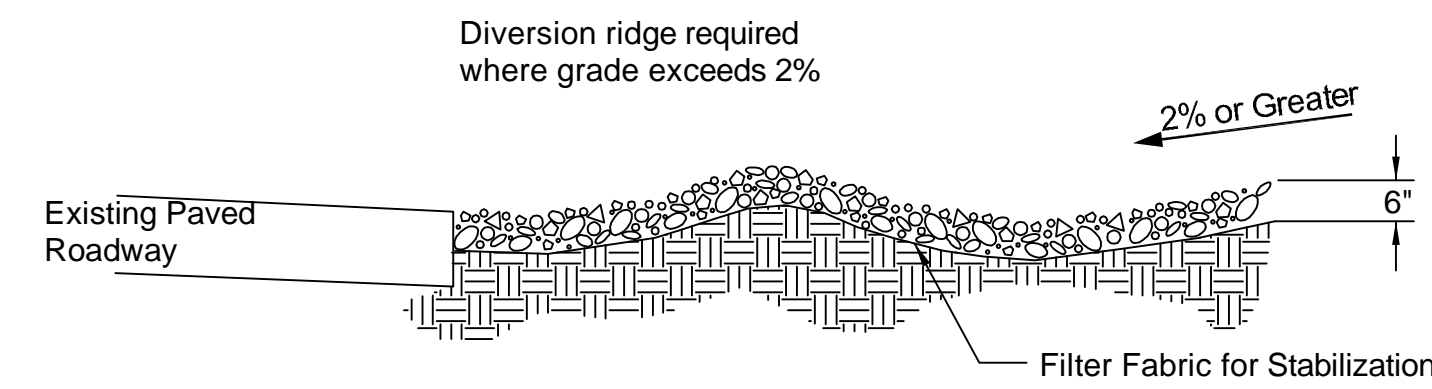 Diversion ridge required
where grade exceeds 2%
2% or Greater
6"
Existing Paved
Roadway
Filter Fabric for Stabilization